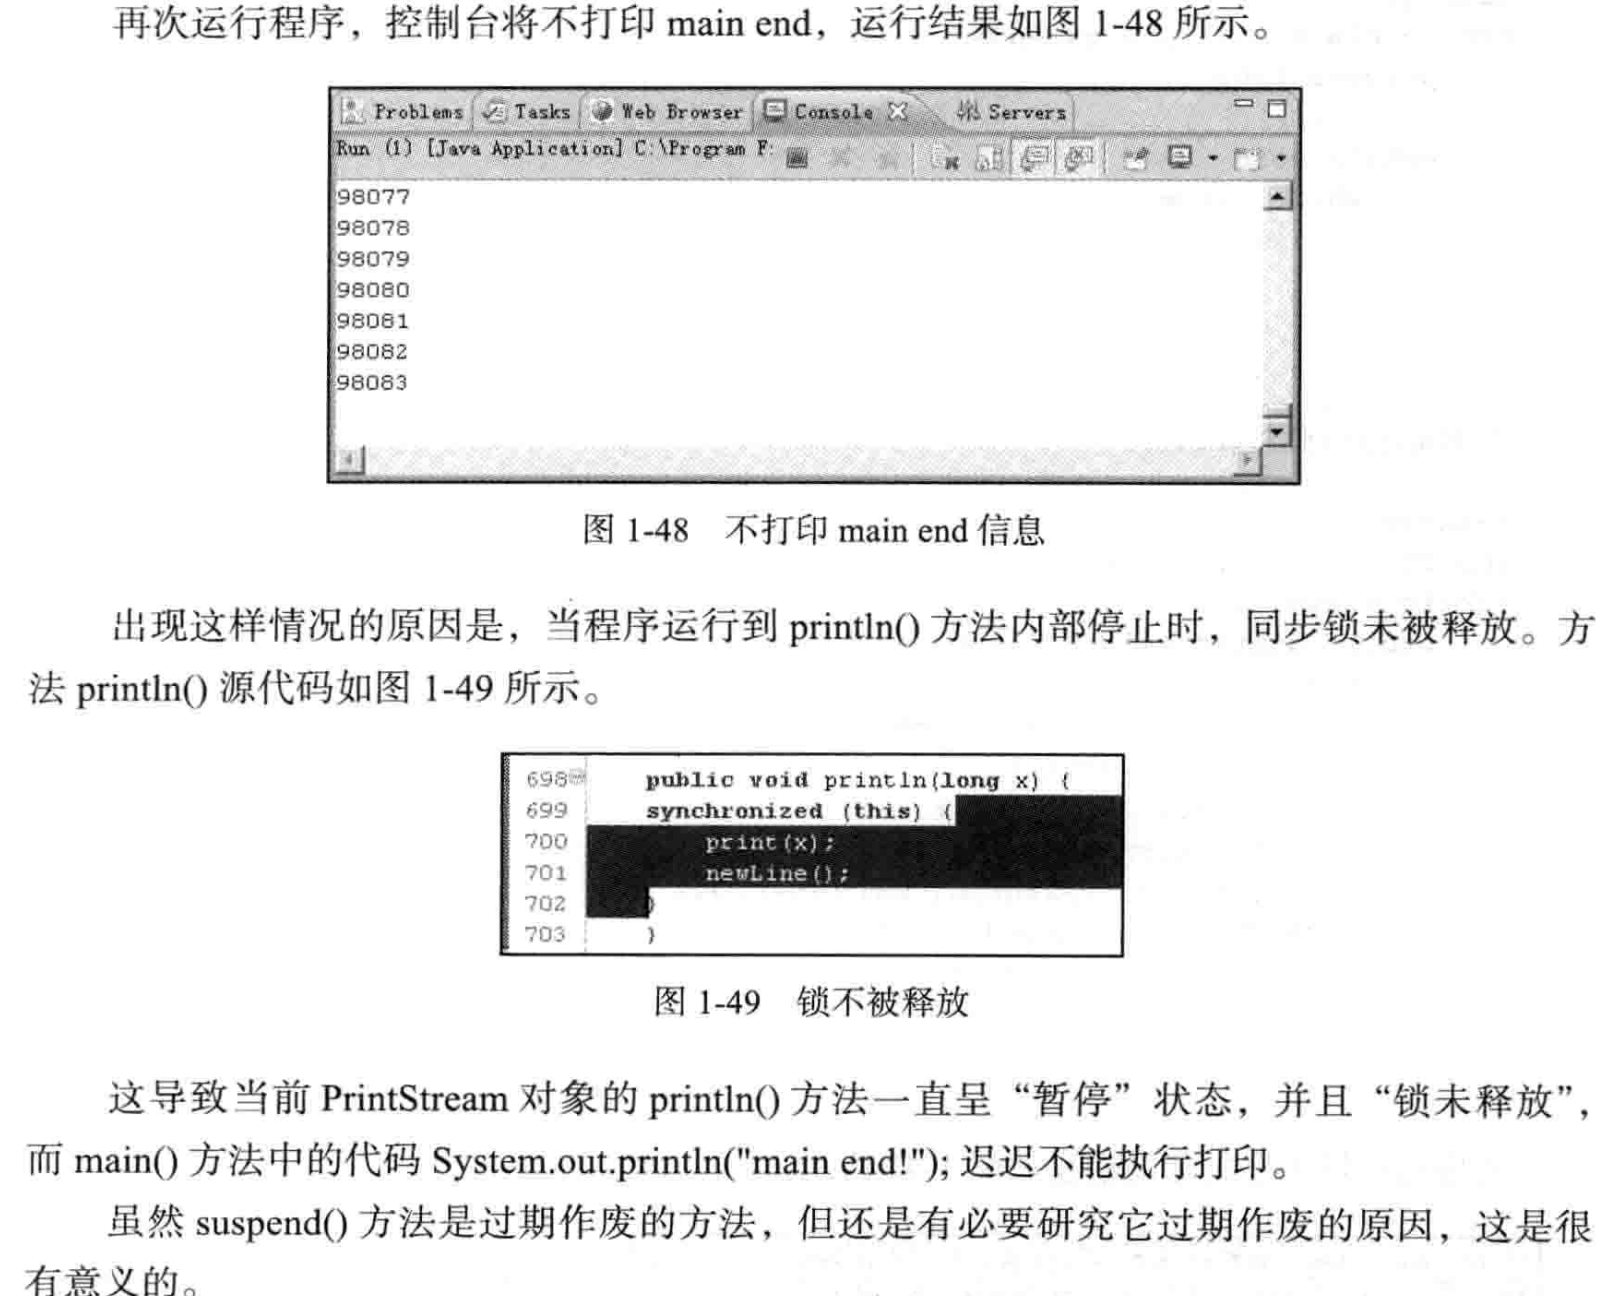 再次运行程序，控制台将不打印 main end，运行结果如图 1-48 所示。
Problems Tasks Web Browser Console Servers
Run (1) [Java Application] C:\Program F:
98077
98078
98079
98080
98081
98082
98083
图 1-48 不打印 main end 信息
出现这样情况的原因是，当程序运行到 println() 方法内部停止时，同步锁未被释放。方
法 println() 源代码如图 1-49 所示。
698 public void println(long x) {
699 synchronized (this) {
700 print(x);
701 newLine();
702 }
703 }
图 1-49 锁不被释放
这导致当前 PrintStream 对象的 println() 方法一直呈“暂停”状态，并且“锁未释放”，
而 main() 方法中的代码 System.out.println("main end!"); 迟迟不能执行打印。
虽然 suspend() 方法是过期作废的方法，但还是有必要研究它过期作废的原因，这是很
有意义的。